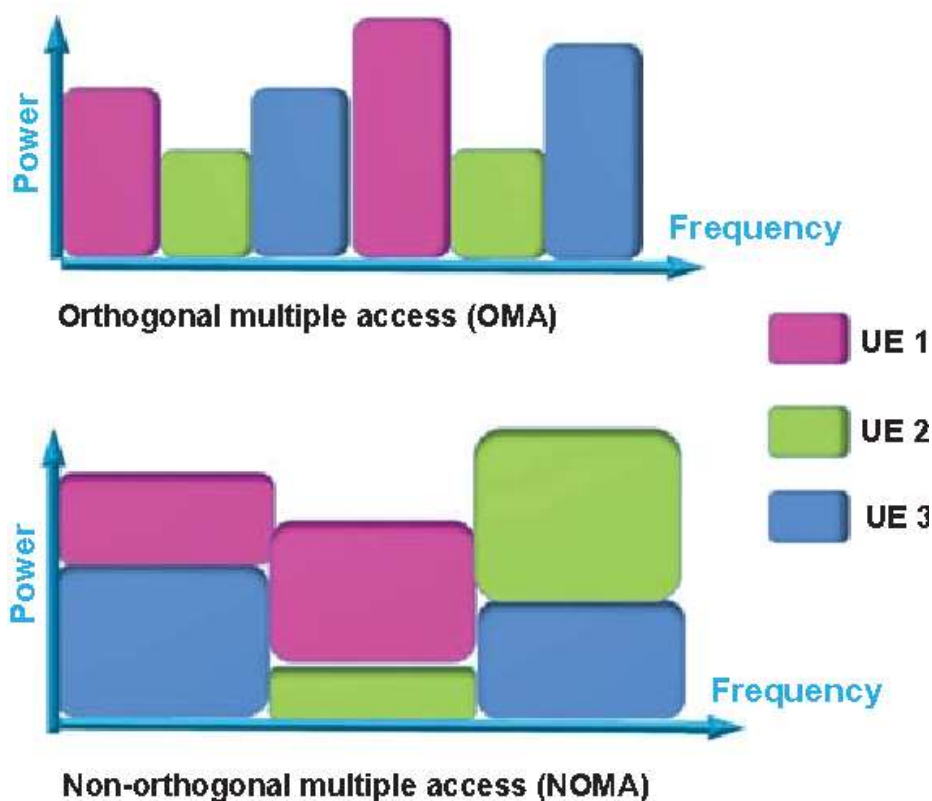 Power
Frequency
Orthogonal multiple access (OMA)
UE 1
UE 2
UE 3
Power
Frequency
Non-orthogonal multiple access (NOMA)